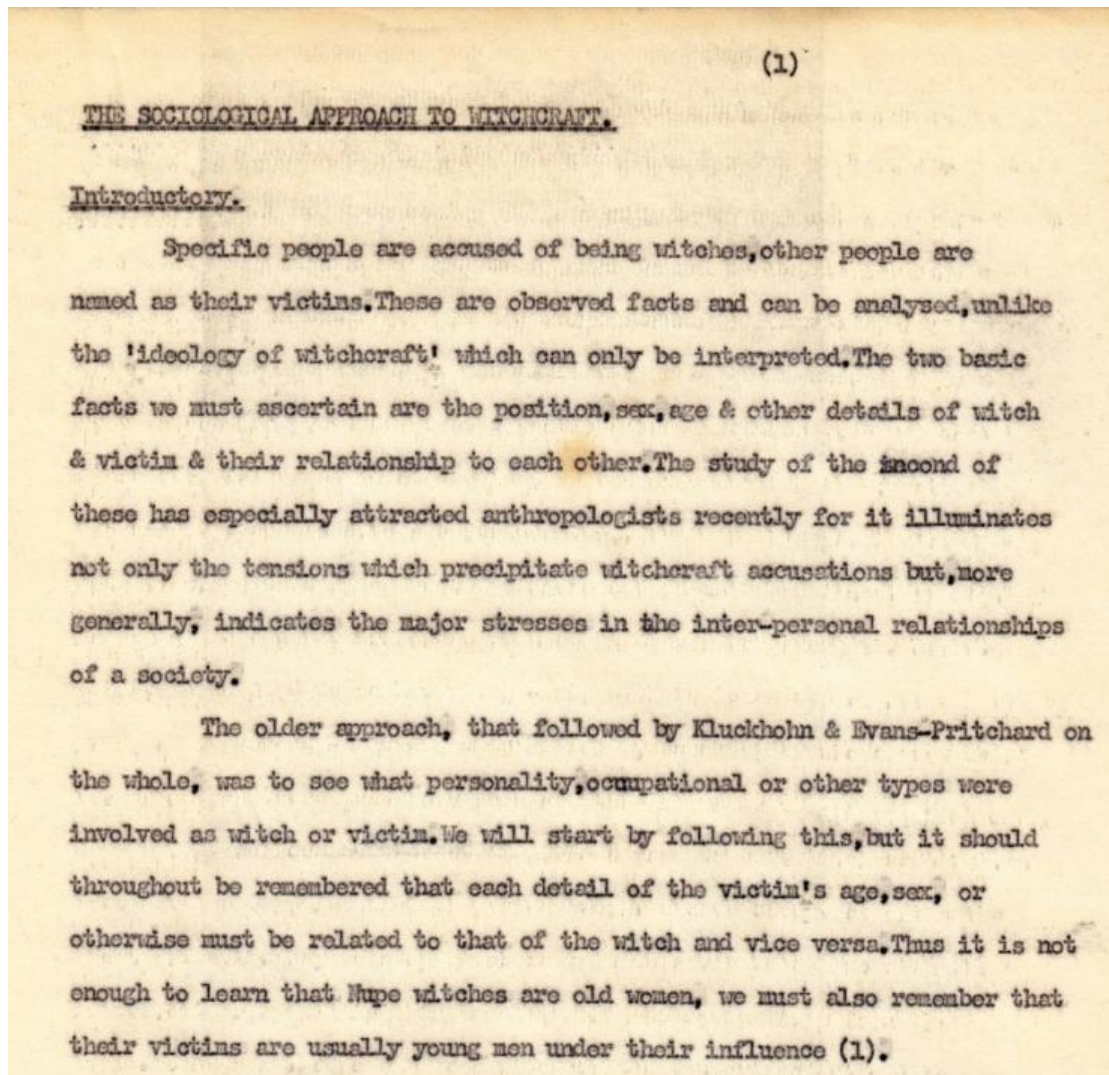 (1)
THE SOCIOLOGICAL APPROACH TO WITCHCRAFT.
Introductory.
Specific people are accused of being witches,other people are
named as their victims.These are observed facts and can be analysed,unlike
the 'ideology of witchcraft' which can only be interpreted.The two basic
facts we must ascertain are the position,sex,age & other details of witch
& victim & their relationship to each other.The study of the of
these has especially attracted anthropologists recently for it illuminates
not only the tensions which precipitate witchcraft accusations but,more
generally, indicates the major stresses in the inter-personal relationships
of a society.
The older approach, that followed by Kluckhohn & Evans-Pritchard on
the whole, was to see what personality,occupational or other types were
involved as witch or victim.We will start by following this,but it should
throughout be remembered that each detail of the victim's age,sex, or
otherwise must be related to that of the witch and vice versa.Thus it is not
enough to learn that Nupe witches are old women, we must also remember that
their victims are usually young men under their influence (1).